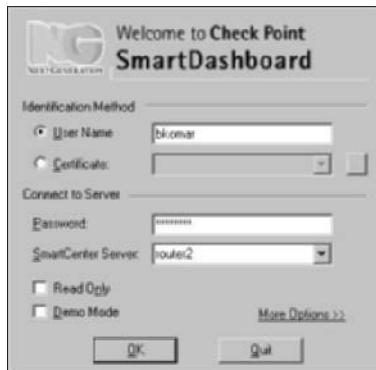 NG
NEXT GENERATION
Welcome to Check Point
SmartDashboard
Identification Method
User Name
bkomar
Certificate:
Connect to Server
Password:
*********
SmartCenter Server:
router2
Read Only
Demo Mode
More Options >>
OK
Quit